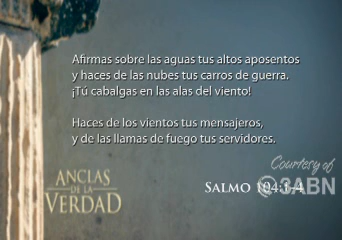 Afirmas sobre las aguas tus altos aposentos
y haces de las nubes tus carros de guerra.
¡Tú cabalgas en las alas del viento!
Haces de los vientos tus mensajeros,
y de las llamas de fuego tus servidores.
Courtesy of
3ABN
Salmo 104:1-4
ANCLAS
DE LA
VERDAD